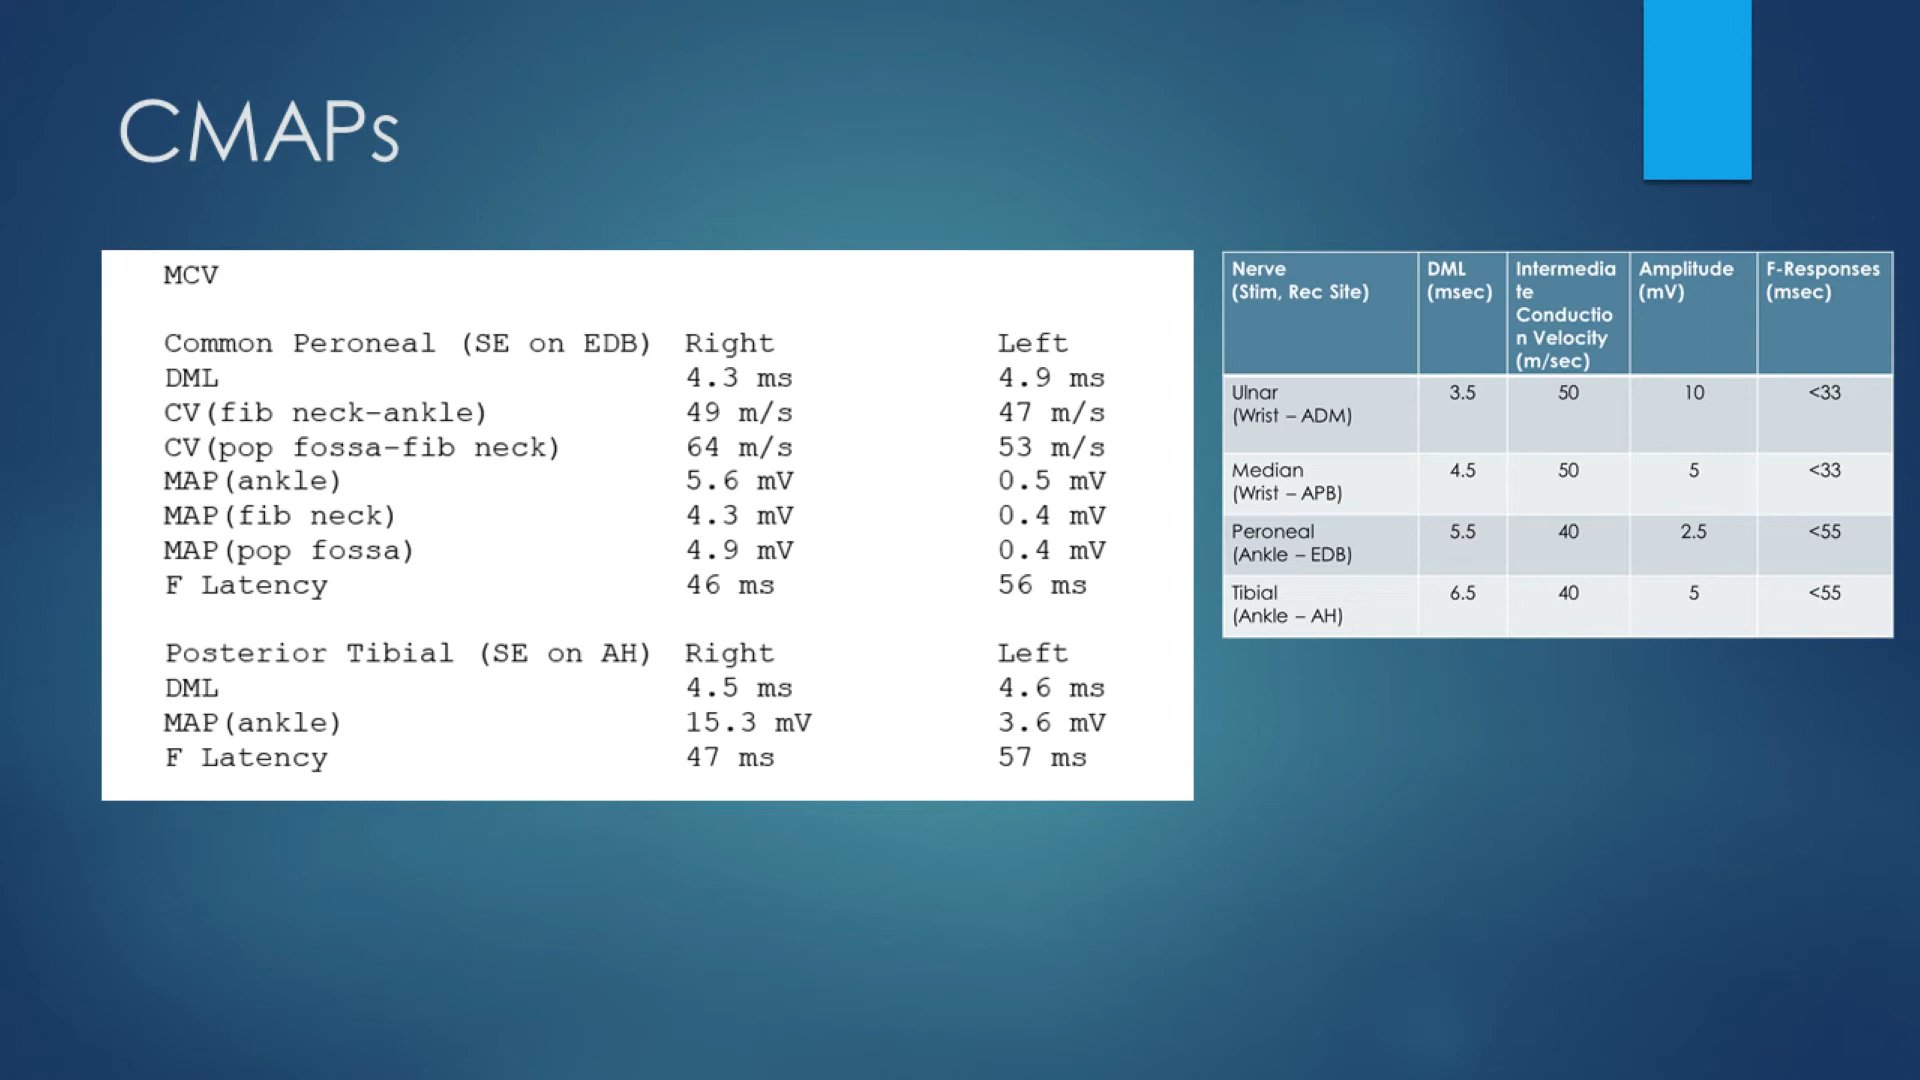 CMAPs
MCV
Common Peroneal (SE on EDB) Right Left
DML 4.3 ms 4.9 ms
CV(fib neck-ankle) 49 m/s 47 m/s
CV(pop fossa-fib neck) 64 m/s 53 m/s
MAP(ankle) 5.6 mV 0.5 mV
MAP(fib neck) 4.3 mV 0.4 mV
MAP(pop fossa) 4.9 mV 0.4 mV
F Latency 46 ms 56 ms
Posterior Tibial (SE on AH) Right Left
DML 4.5 ms 4.6 ms
MAP(ankle) 15.3 mV 3.6 mV
F Latency 47 ms 57 ms
Nerve DML Intermedia Amplitude F-Responses
(Stim, Rec Site) (msec) te (mV) (msec)
Conductio
n Velocity
(m/sec)
Ulnar 3.5 50 10 <33
(Wrist – ADM)
Median 4.5 50 5 <33
(Wrist – APB)
Peroneal 5.5 40 2.5 <55
(Ankle – EDB)
Tibial 6.5 40 5 <55
(Ankle – AH)